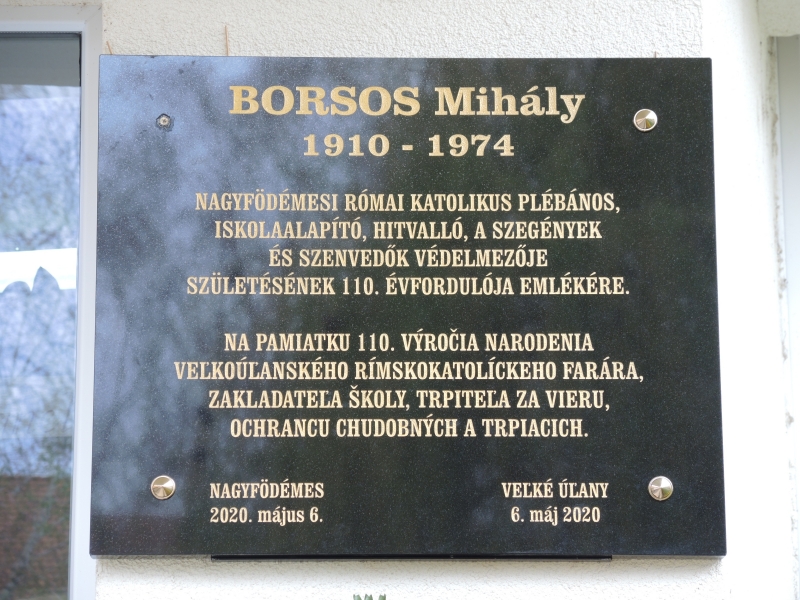 BORSOS Mihály
1910 - 1974
NAGYFÖDÉMESI RÓMAI KATOLIKUS PLÉBÁNOS,
ISKOLAALAPÍTÓ, HITVALLÓ, A SZEGÉNYEK
ÉS SZENVEDŐK VÉDELMEZŐJE
SZÜLETÉSÉNEK 110. ÉVFORDULÓJA EMLÉKÉRE.
NA PAMIATKU 110. VÝROČIA NARODENIA
VEĽKOÚĽANSKÉHO RÍMSKOKATOLÍCKEHO FARÁRA,
ZAKLADATEĽA ŠKOLY, TRPITEĽA ZA VIERU,
OCHRANCU CHUDOBNÝCH A TRPIACICH.
NAGYFÖDÉMES VEĽKÉ ÚĽANY
2020. május 6. 6. máj 2020